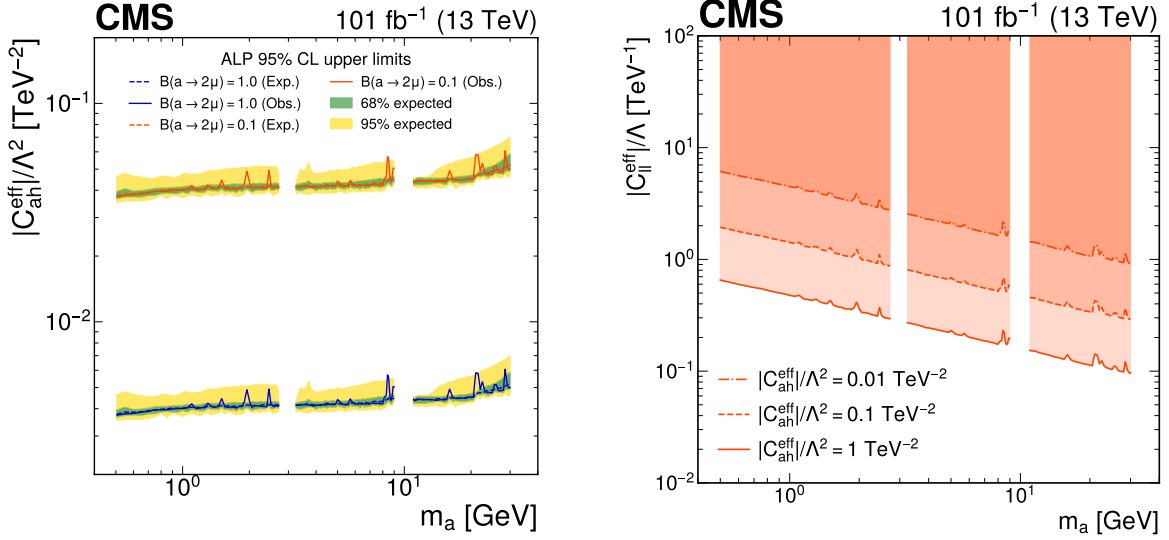 CMS 101 fb⁻¹ (13 TeV)
ALP 95% CL upper limits
B(a → 2μ) = 1.0 (Exp.)
B(a → 2μ) = 1.0 (Obs.)
B(a → 2μ) = 0.1 (Exp.)
B(a → 2μ) = 0.1 (Obs.)
68% expected
95% expected
|C_ah^eff|/Λ² [TeV⁻²]
10⁻¹
10⁻²
10⁰ 10¹
m_a [GeV]
CMS 101 fb⁻¹ (13 TeV)
|C_ll^eff|/Λ [TeV⁻¹]
10²
10¹
10⁰
10⁻¹
10⁻²
|C_ah^eff|/Λ² = 0.01 TeV⁻²
|C_ah^eff|/Λ² = 0.1 TeV⁻²
|C_ah^eff|/Λ² = 1 TeV⁻²
10⁰ 10¹
m_a [GeV]